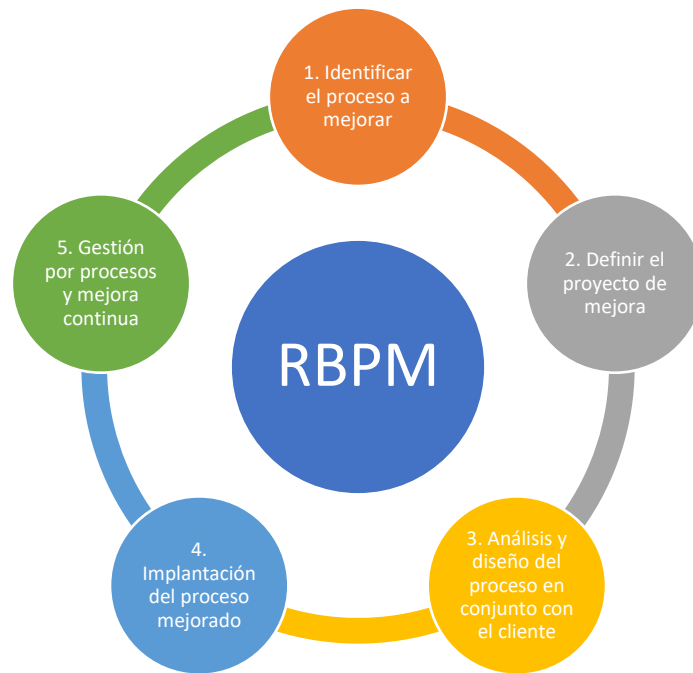 1. Identificar
el proceso a
mejorar
2. Definir el
proyecto de
mejora
3. Análisis y
diseño del
proceso en
conjunto con
el cliente
4.
Implantación
del proceso
mejorado
5. Gestión
por procesos
y mejora
continua
RBPM